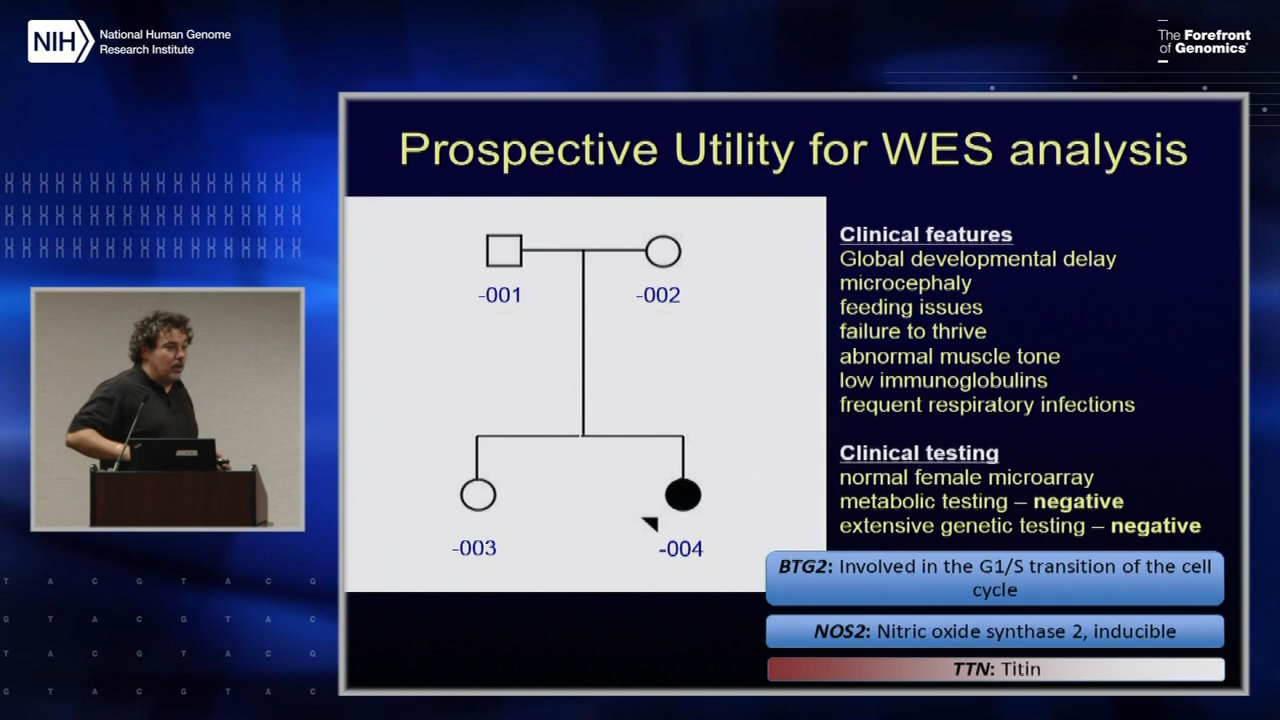 NIH
National Human Genome
Research Institute
The Forefront
of Genomics®
Prospective Utility for WES analysis
-001
-002
-003
-004
Clinical features
Global developmental delay
microcephaly
feeding issues
failure to thrive
abnormal muscle tone
low immunoglobulins
frequent respiratory infections
Clinical testing
normal female microarray
metabolic testing – negative
extensive genetic testing – negative
BTG2: Involved in the G1/S transition of the cell
cycle
NOS2: Nitric oxide synthase 2, inducible
TTN: Titin
T A C G T A C G
G T A C G T A C G
T A C G T A C G
G T A C G T A C G